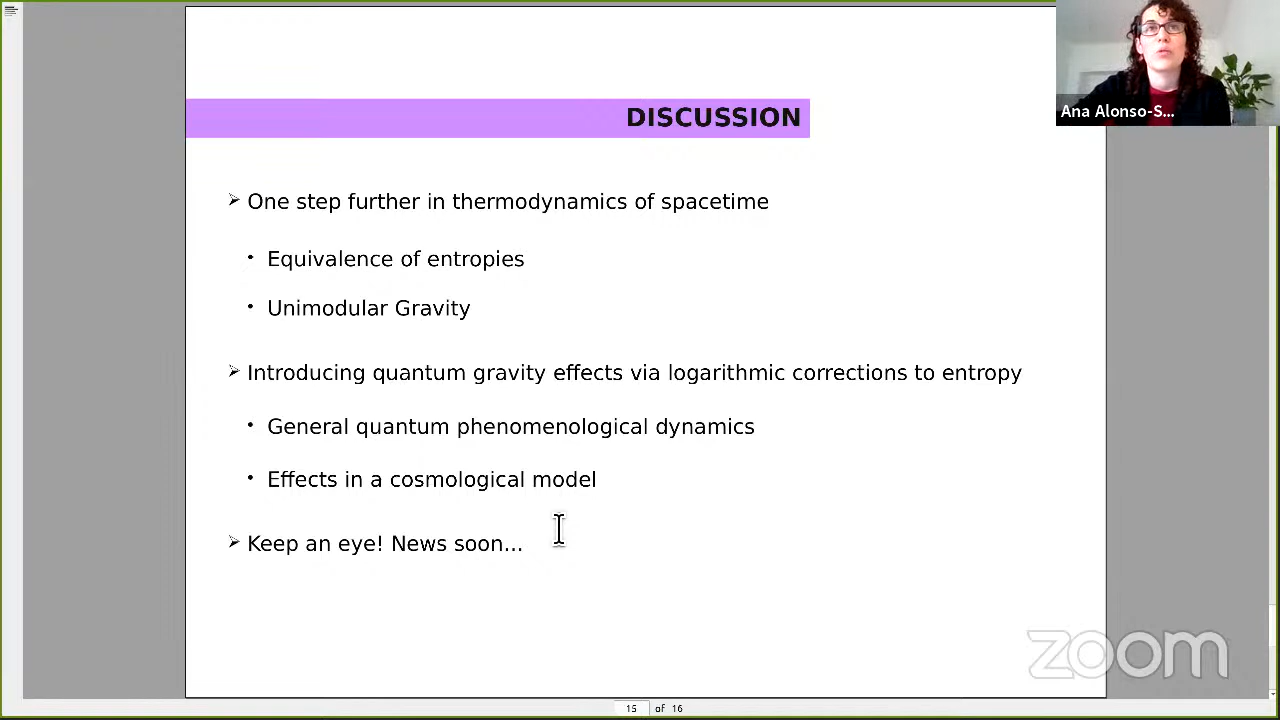 DISCUSSION
Ana Alonso-S...
➢ One step further in thermodynamics of spacetime
• Equivalence of entropies
• Unimodular Gravity
➢ Introducing quantum gravity effects via logarithmic corrections to entropy
• General quantum phenomenological dynamics
• Effects in a cosmological model
➢ Keep an eye! News soon...
zoom
15 of 16